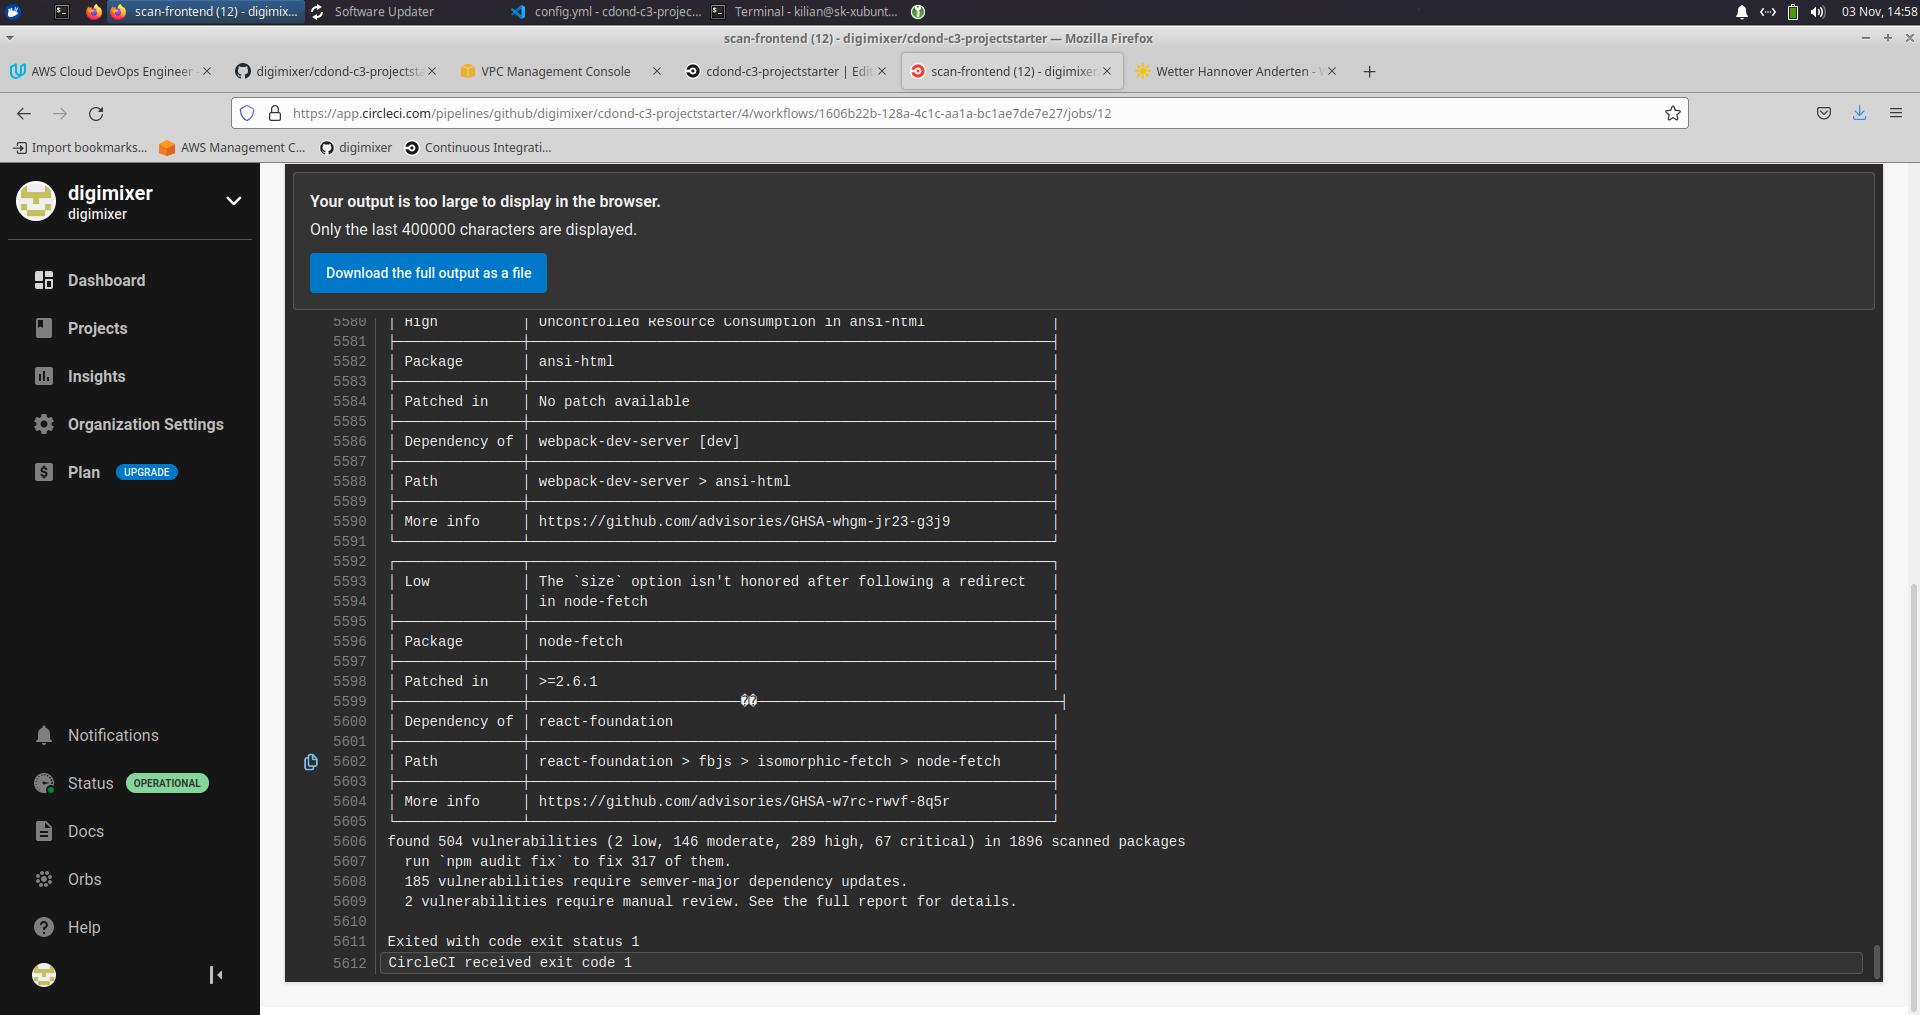 scan-frontend (12) - digimix...
Software Updater
config.yml - cdond-c3-projec...
Terminal - kilian@sk-xubunt...
03 Nov, 14:58
scan-frontend (12) - digimixer/cdond-c3-projectstarter — Mozilla Firefox
AWS Cloud DevOps Engineer
digimixer/cdond-c3-projectsta
VPC Management Console
cdond-c3-projectstarter | Edit
scan-frontend (12) - digimixer
Wetter Hannover Anderten -
https://app.circleci.com/pipelines/github/digimixer/cdond-c3-projectstarter/4/workflows/1606b22b-128a-4c1c-aa1a-bc1ae7de7e27/jobs/12
Import bookmarks...
AWS Management C...
digimixer
Continuous Integrati...
digimixer
digimixer
Dashboard
Projects
Insights
Organization Settings
Plan UPGRADE
Notifications
Status OPERATIONAL
Docs
Orbs
Help
Your output is too large to display in the browser.
Only the last 400000 characters are displayed.
Download the full output as a file
5580 | High | Uncontrolled Resource Consumption in ansi-html |
5581
5582 | Package | ansi-html |
5583
5584 | Patched in | No patch available |
5585
5586 | Dependency of | webpack-dev-server [dev] |
5587
5588 | Path | webpack-dev-server > ansi-html |
5589
5590 | More info | https://github.com/advisories/GHSA-whgm-jr23-g3j9 |
5591
5592
5593 | Low | The `size` option isn't honored after following a redirect |
5594 | | in node-fetch |
5595
5596 | Package | node-fetch |
5597
5598 | Patched in | >=2.6.1 |
5599 ��
5600 | Dependency of | react-foundation |
5601
5602 | Path | react-foundation > fbjs > isomorphic-fetch > node-fetch |
5603
5604 | More info | https://github.com/advisories/GHSA-w7rc-rwvf-8q5r |
5605
5606 found 504 vulnerabilities (2 low, 146 moderate, 289 high, 67 critical) in 1896 scanned packages
5607 run `npm audit fix` to fix 317 of them.
5608 185 vulnerabilities require semver-major dependency updates.
5609 2 vulnerabilities require manual review. See the full report for details.
5610
5611 Exited with code exit status 1
5612 CircleCI received exit code 1